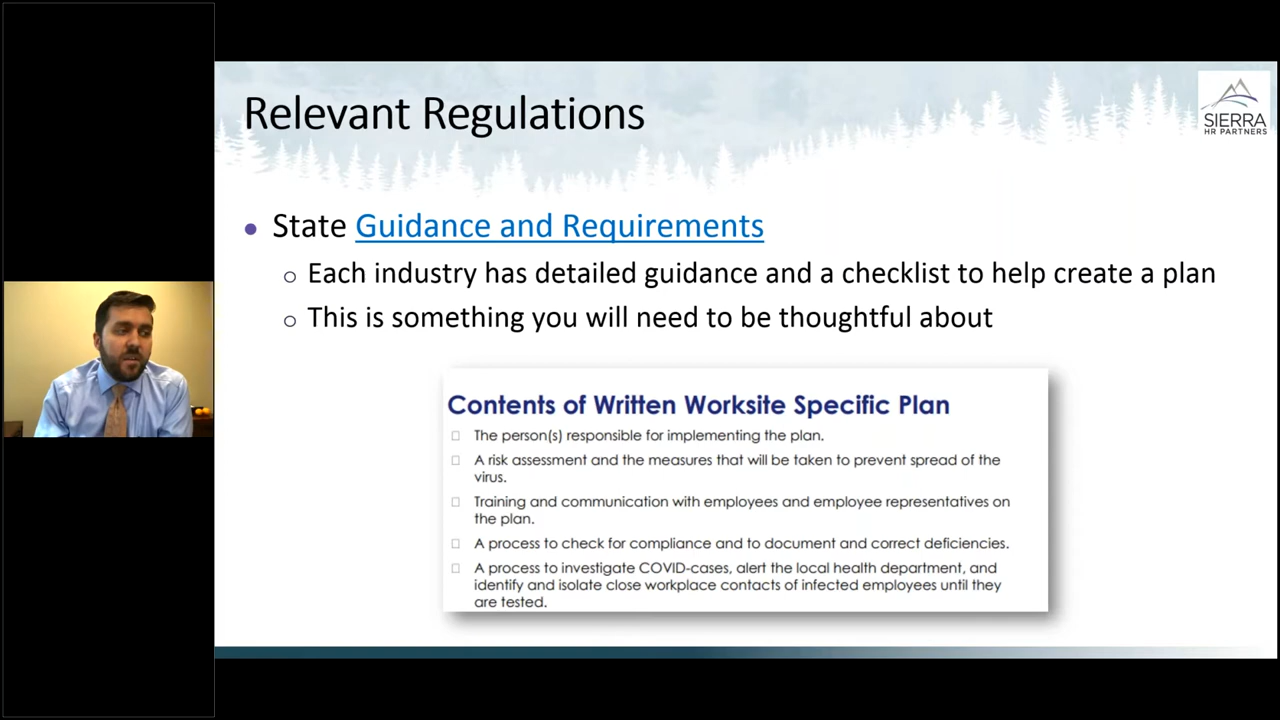 Relevant Regulations
SIERRA
HR PARTNERS
• State Guidance and Requirements
o Each industry has detailed guidance and a checklist to help create a plan
o This is something you will need to be thoughtful about
Contents of Written Worksite Specific Plan
□ The person(s) responsible for implementing the plan.
□ A risk assessment and the measures that will be taken to prevent spread of the
virus.
□ Training and communication with employees and employee representatives on
the plan.
□ A process to check for compliance and to document and correct deficiencies.
□ A process to investigate COVID-cases, alert the local health department, and
identify and isolate close workplace contacts of infected employees until they
are tested.